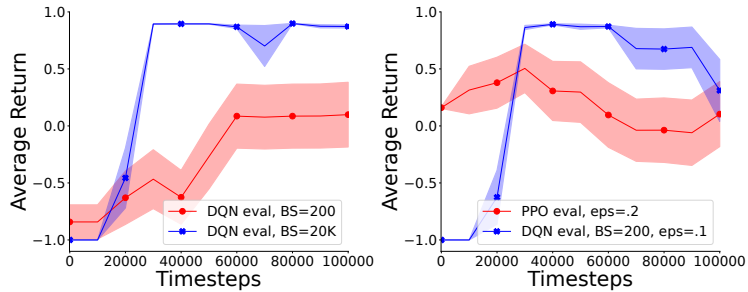 1.0
0.5
0.0
−0.5
−1.0
Average Return
0
20000
40000
60000
80000
100000
Timesteps
DQN eval, BS=200
DQN eval, BS=20K
1.0
0.5
0.0
−0.5
−1.0
Average Return
0
20000
40000
60000
80000
100000
Timesteps
PPO eval, eps=.2
DQN eval, BS=200, eps=.1